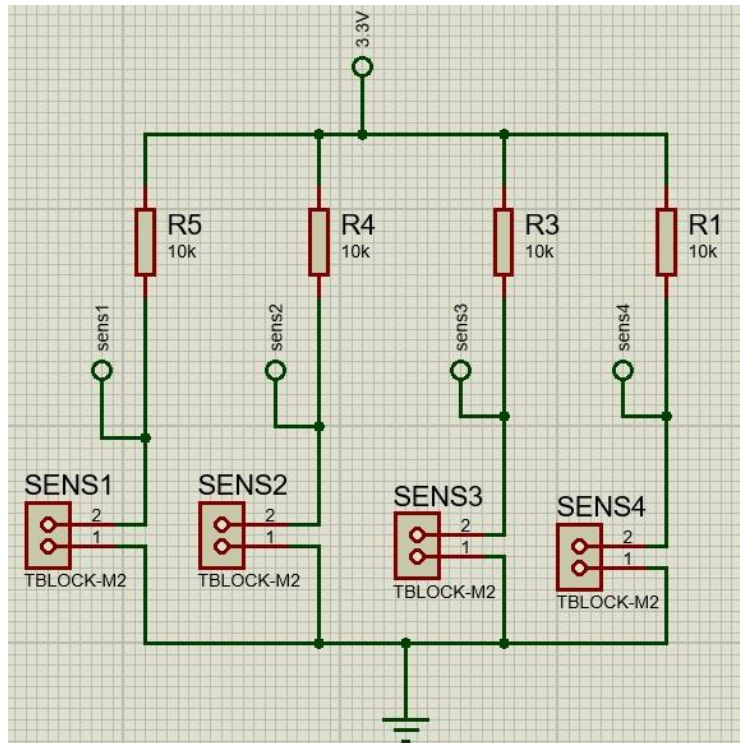 3.3V
R5
10k
R4
10k
R3
10k
R1
10k
sens1
sens2
sens3
sens4
SENS1
2
1
TBLOCK-M2
SENS2
2
1
TBLOCK-M2
SENS3
2
1
TBLOCK-M2
SENS4
2
1
TBLOCK-M2